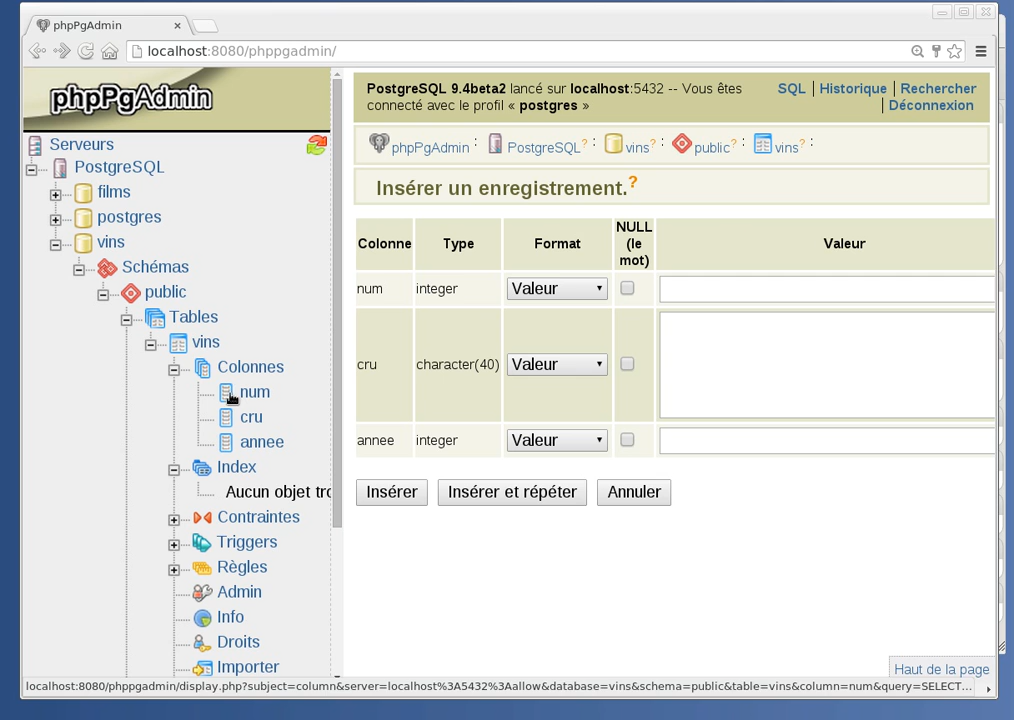 phpPgAdmin
localhost:8080/phppgadmin/
phpPgAdmin
Serveurs
PostgreSQL
films
postgres
vins
Schémas
public
Tables
vins
Colonnes
num
cru
annee
Index
Aucun objet tro
Contraintes
Triggers
Règles
Admin
Info
Droits
Importer
PostgreSQL 9.4beta2 lancé sur localhost:5432 -- Vous êtes
connecté avec le profil « postgres »
SQL | Historique | Rechercher
| Déconnexion
phpPgAdmin : PostgreSQL? : vins? : public? : vins? :
Insérer un enregistrement.?
Colonne Type Format NULL (le mot) Valeur
num integer Valeur
cru character(40) Valeur
annee integer Valeur
Insérer Insérer et répéter Annuler
Haut de la page
localhost:8080/phppgadmin/display.php?subject=column&server=localhost%3A5432%3Aallow&database=vins&schema=public&table=vins&column=num&query=SELECT...